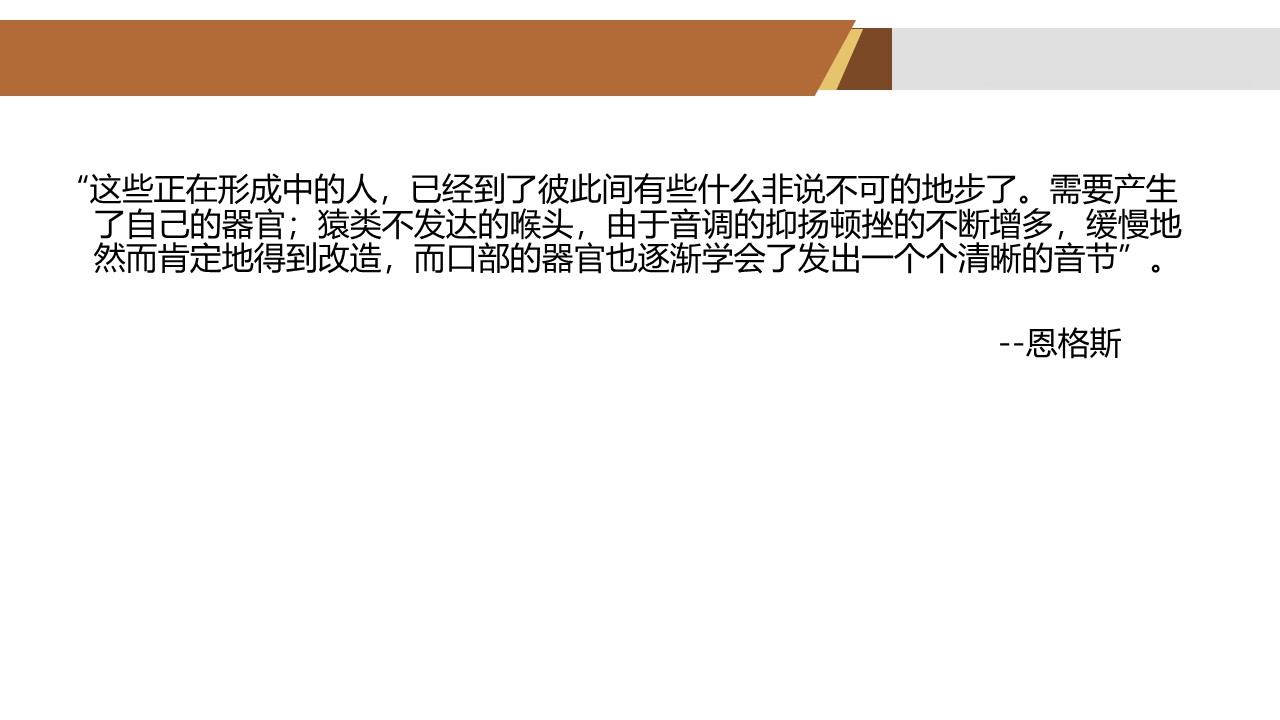 “这些正在形成中的人，已经到了彼此间有些什么非说不可的地步了。需要产生
了自己的器官；猿类不发达的喉头，由于音调的抑扬顿挫的不断增多，缓慢地
然而肯定地得到改造，而口部的器官也逐渐学会了发出一个个清晰的音节”。
--恩格斯